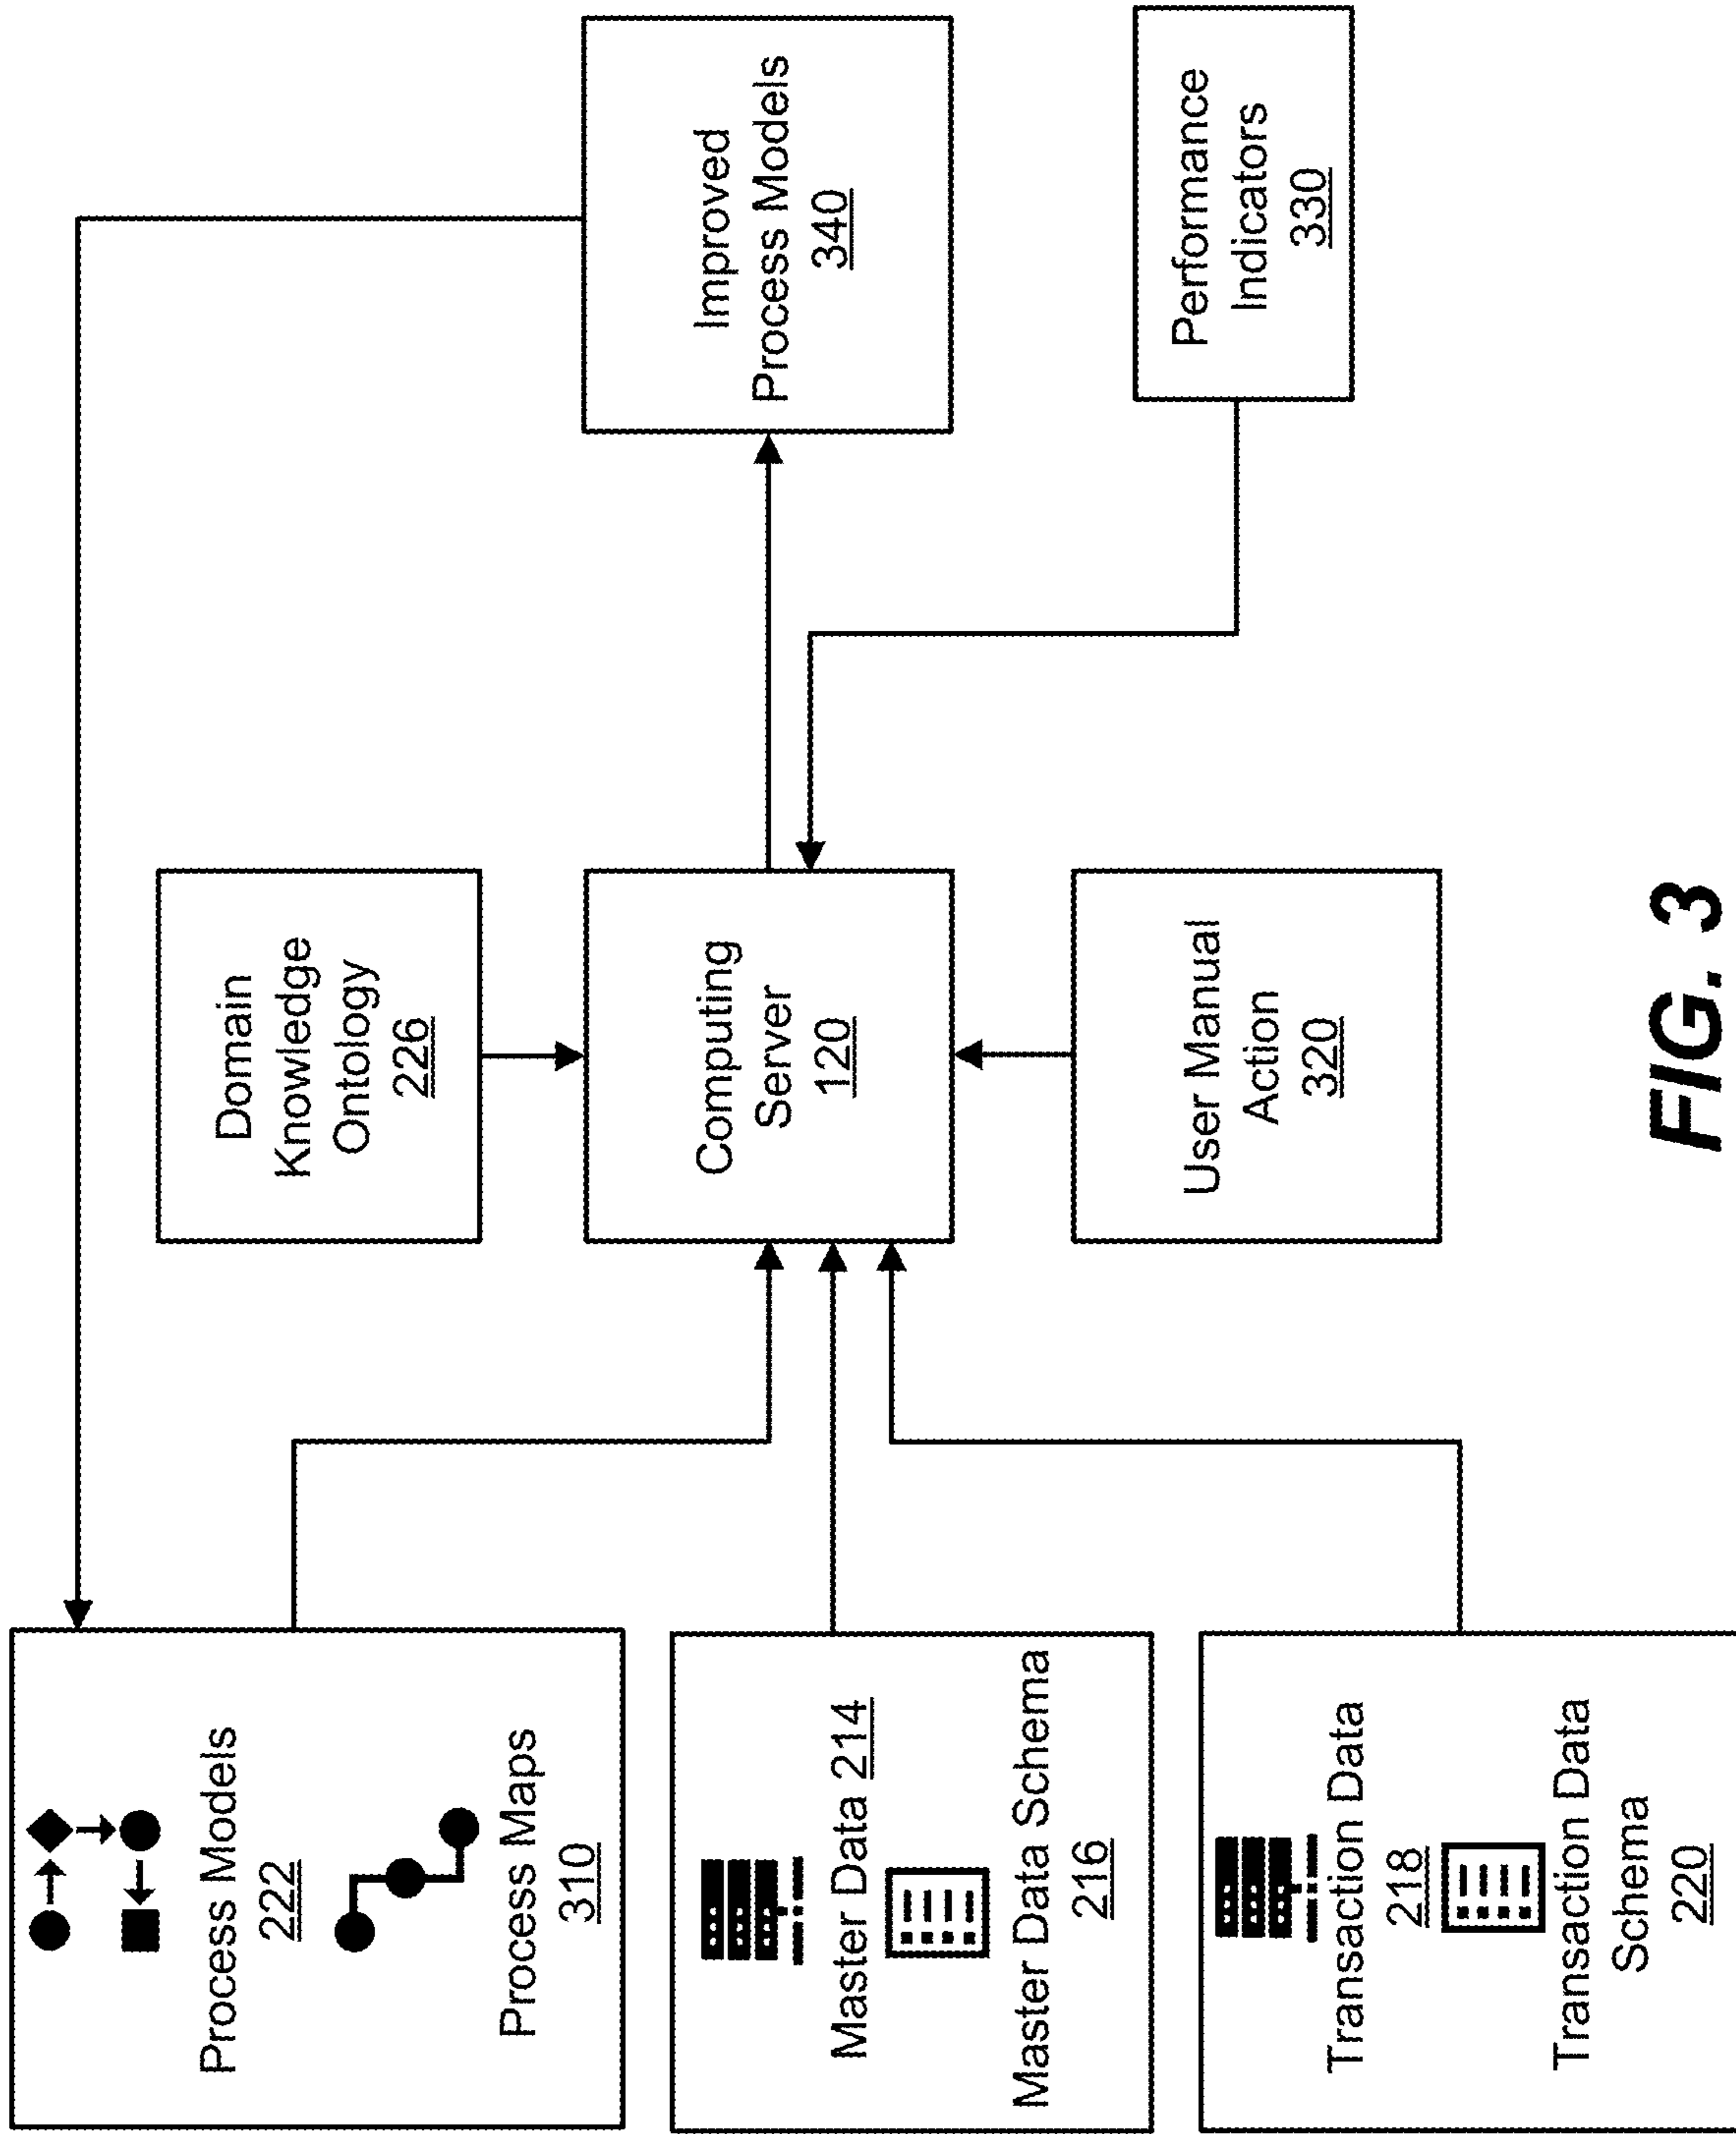 Process Models
222
Process Maps
310
Master Data 214
Master Data Schema
216
Transaction Data
218
Transaction Data
Schema
220
Domain
Knowledge
Ontology
226
Computing
Server
120
User Manual
Action
320
Improved
Process Models
340
Performance
Indicators
330
FIG. 3